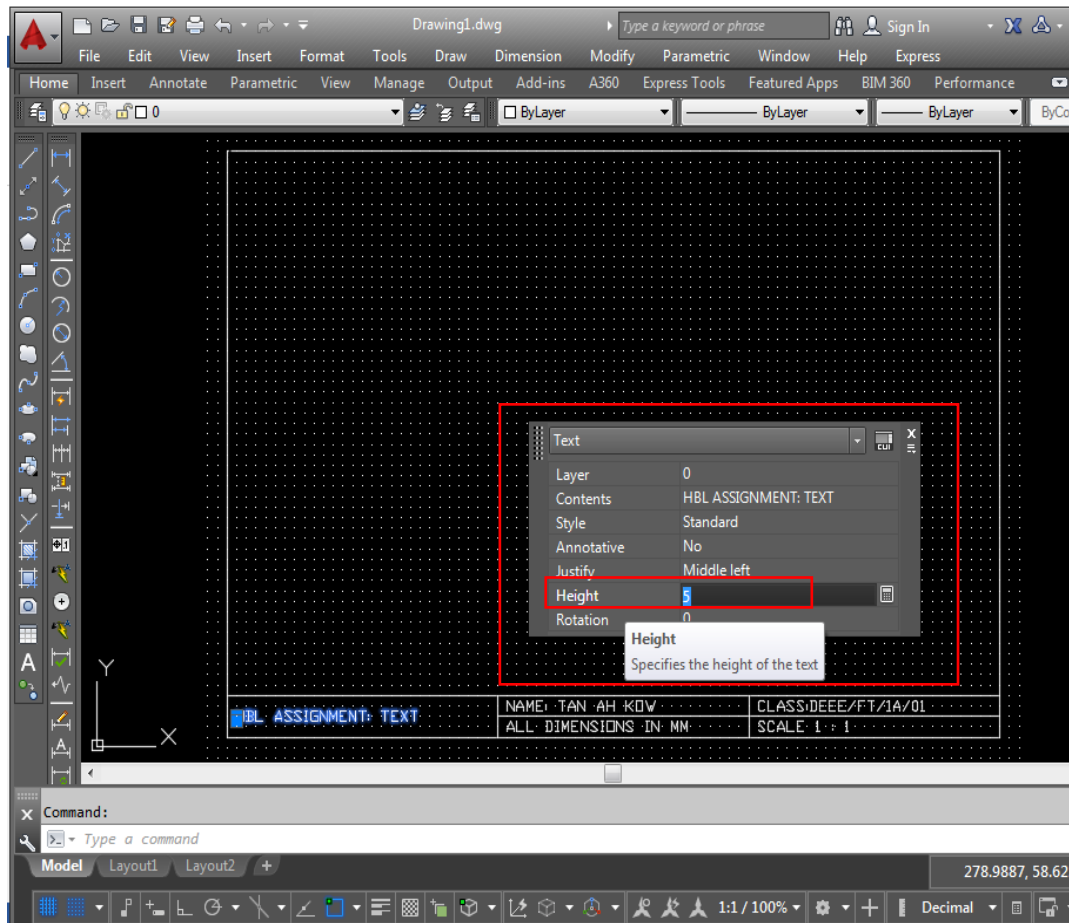 Drawing1.dwg Type a keyword or phrase Sign In
File Edit View Insert Format Tools Draw Dimension Modify Parametric Window Help Express
Home Insert Annotate Parametric View Manage Output Add-ins A360 Express Tools Featured Apps BIM 360 Performance
0 ByLayer ByLayer ByLayer ByCo
Text
CUI
Layer 0
Contents HBL ASSIGNMENT: TEXT
Style Standard
Annotative No
Justify Middle left
Height 5
Rotation 0
Height
Specifies the height of the text
A
Y
X
A
HBL ASSIGNMENT: TEXT
NAME: TAN AH KOW CLASS:DEEE/FT/1A/01
ALL DIMENSIONS IN MM SCALE 1 : 1
Command:
Type a command
Model Layout1 Layout2 +
278.9887, 58.62
1:1 / 100% Decimal